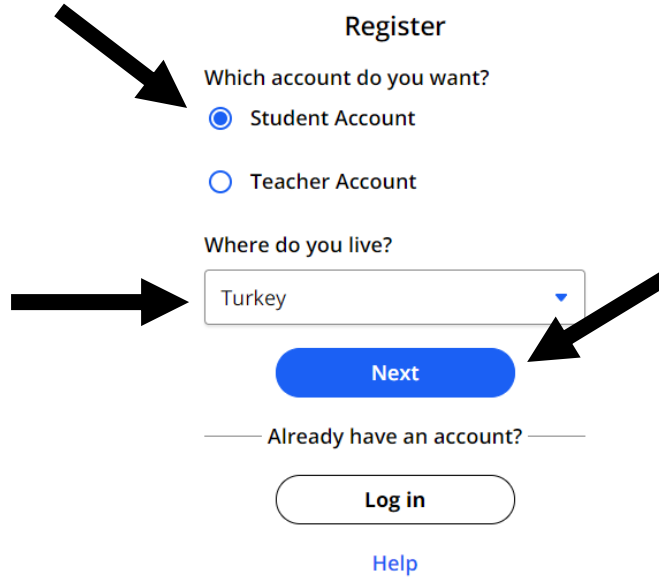 Register
Which account do you want?
Student Account
Teacher Account
Where do you live?
Turkey
Next
Already have an account?
Log in
Help